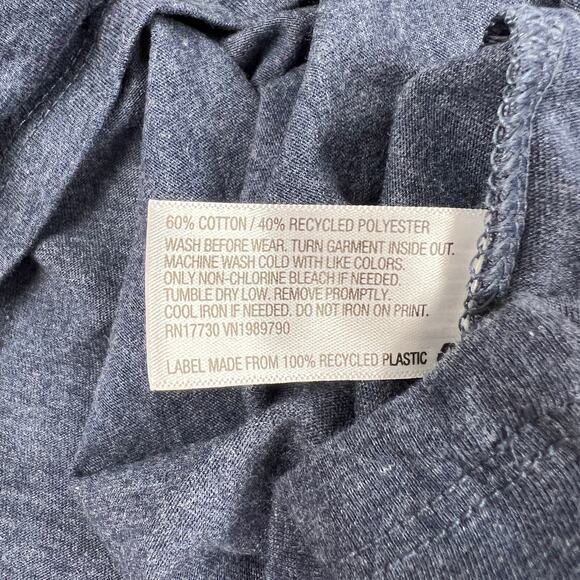 60% COTTON / 40% RECYCLED POLYESTER
WASH BEFORE WEAR. TURN GARMENT INSIDE OUT.
MACHINE WASH COLD WITH LIKE COLORS.
ONLY NON-CHLORINE BLEACH IF NEEDED.
TUMBLE DRY LOW. REMOVE PROMPTLY.
COOL IRON IF NEEDED. DO NOT IRON ON PRINT.
RN17730 VN1989790
LABEL MADE FROM 100% RECYCLED PLASTIC